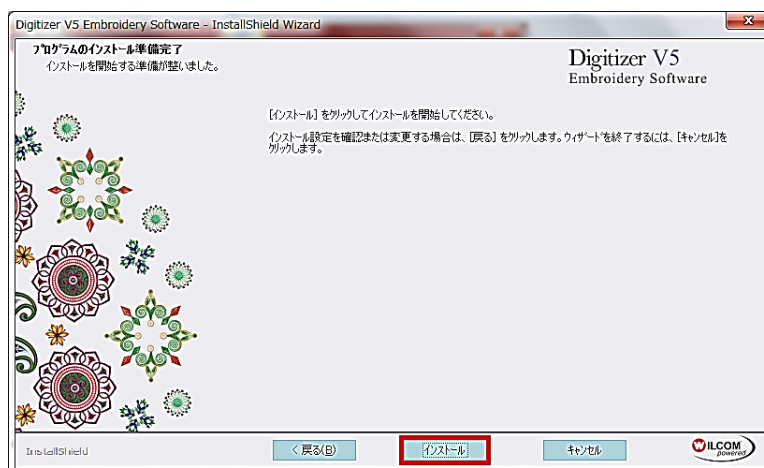 Digitizer V5 Embroidery Software - InstallShield Wizard
プログラムのインストール準備完了
インストールを開始する準備が整いました。
Digitizer V5
Embroidery Software
[インストール] をクリックしてインストールを開始してください。
インストール設定を確認または変更する場合は、[戻る] をクリックします。ウィザードを終了するには、[キャンセル]を
クリックします。
InstallShield
< 戻る(B)
インストール
キャンセル
WILCOM
powered